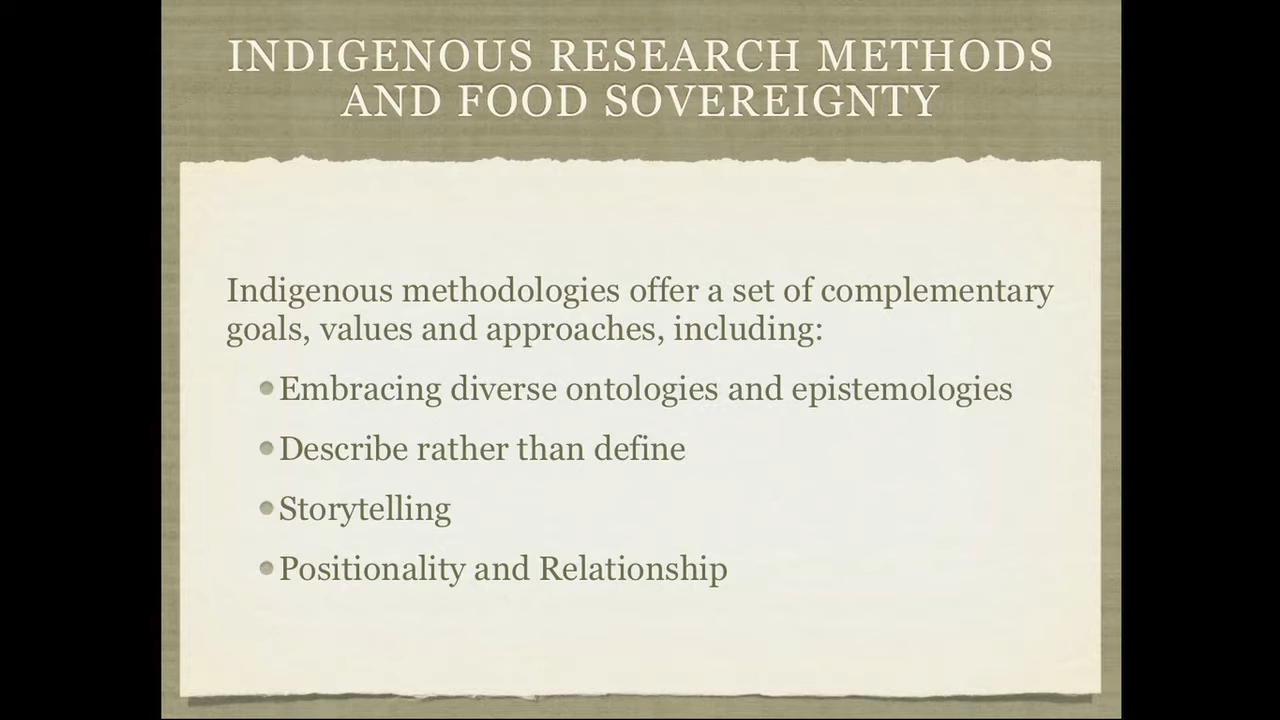 INDIGENOUS RESEARCH METHODS
AND FOOD SOVEREIGNTY
Indigenous methodologies offer a set of complementary
goals, values and approaches, including:
Embracing diverse ontologies and epistemologies
Describe rather than define
Storytelling
Positionality and Relationship